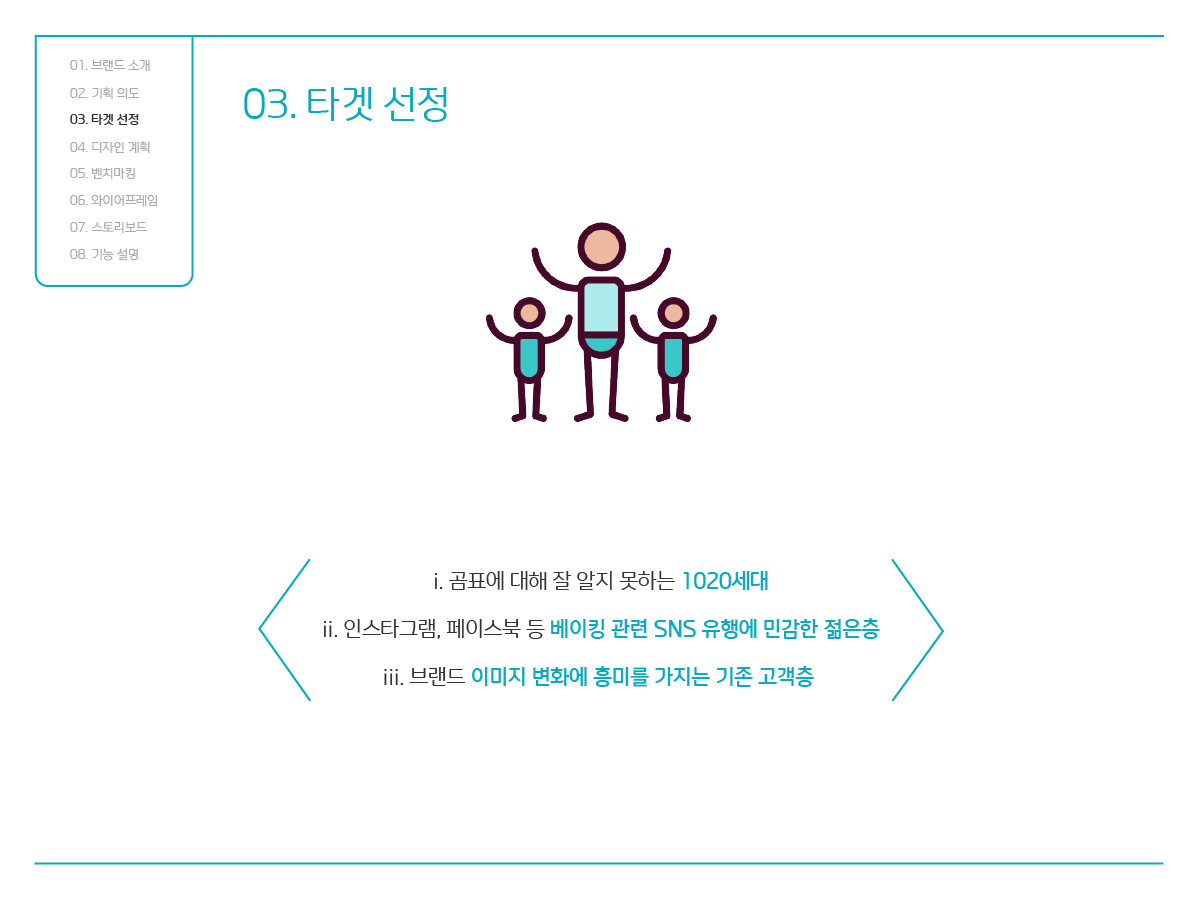 01. 브랜드 소개
02. 기획 의도
03. 타겟 선정
04. 디자인 계획
05. 벤치마킹
06. 와이어프레임
07. 스토리보드
08. 기능 설명
03. 타겟 선정
i. 곰표에 대해 잘 알지 못하는 1020세대
ii. 인스타그램, 페이스북 등 베이킹 관련 SNS 유행에 민감한 젊은층
iii. 브랜드 이미지 변화에 흥미를 가지는 기존 고객층